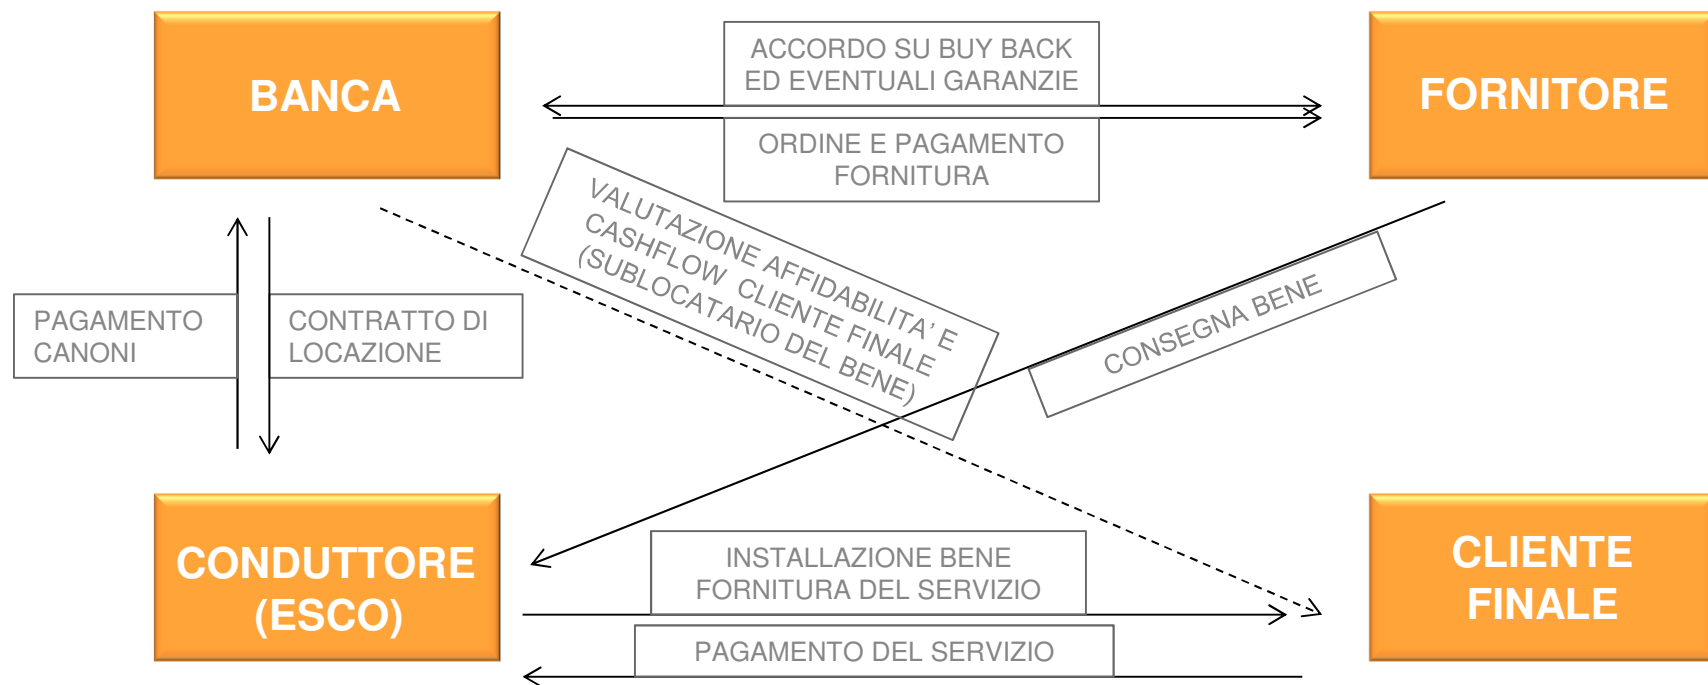 BANCA
ACCORDO SU BUY BACK
ED EVENTUALI GARANZIE
FORNITORE
ORDINE E PAGAMENTO
FORNITURA
VALUTAZIONE AFFIDABILITA' E
CASHFLOW CLIENTE FINALE
(SUBLOCATARIO DEL BENE)
CONSEGNA BENE
PAGAMENTO
CANONI
CONTRATTO DI
LOCAZIONE
CONDUTTORE
(ESCO)
INSTALLAZIONE BENE
FORNITURA DEL SERVIZIO
CLIENTE
FINALE
PAGAMENTO DEL SERVIZIO